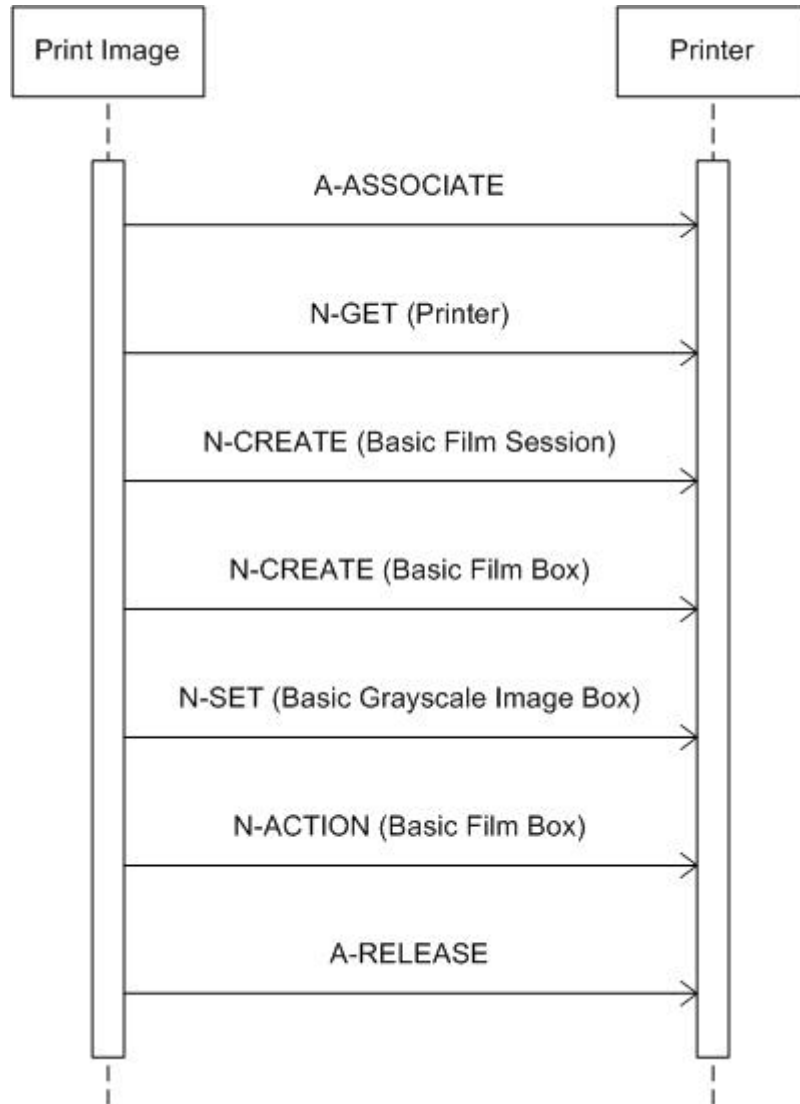 Print Image
Printer
A-ASSOCIATE
N-GET (Printer)
N-CREATE (Basic Film Session)
N-CREATE (Basic Film Box)
N-SET (Basic Grayscale Image Box)
N-ACTION (Basic Film Box)
A-RELEASE